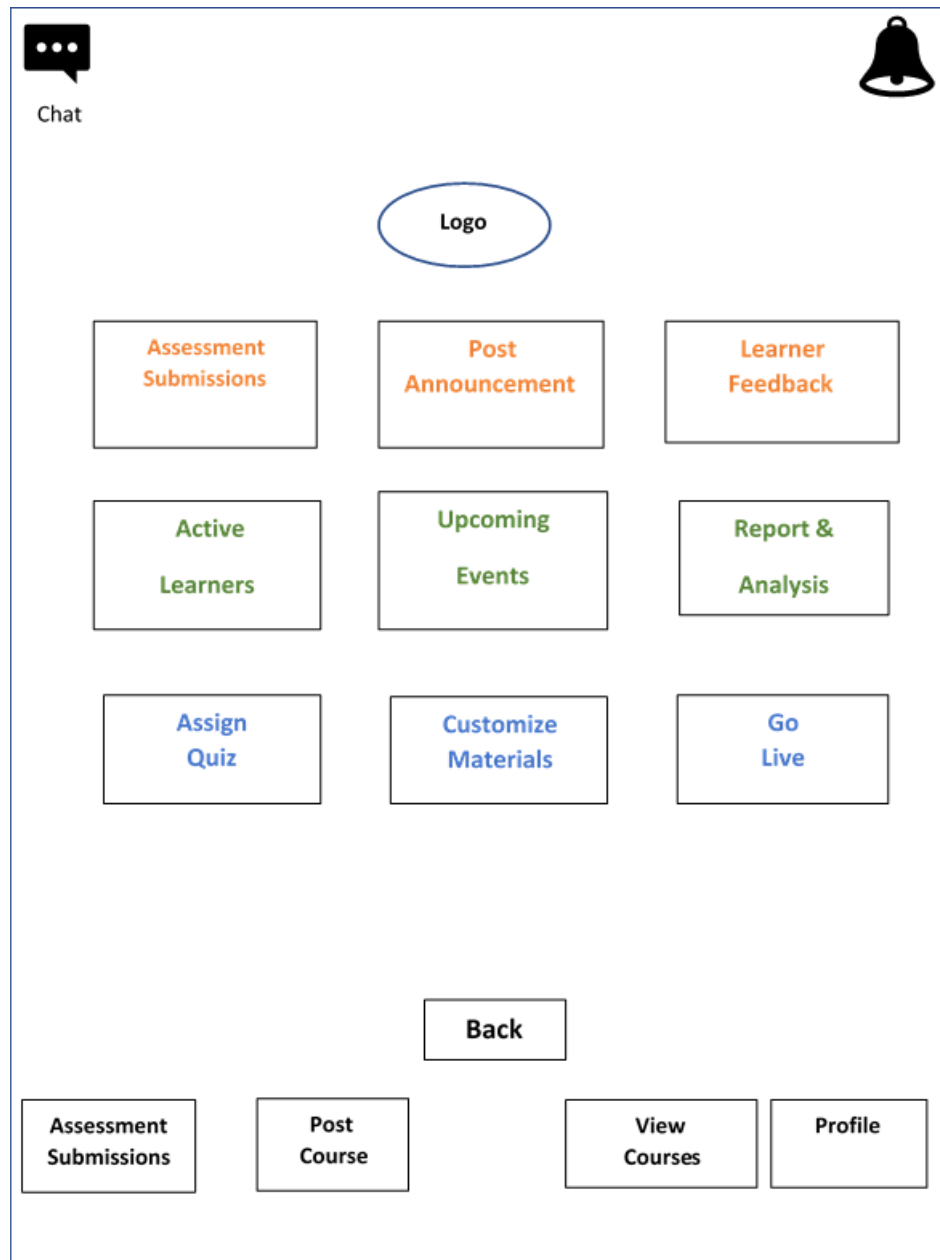 Chat
Logo
Assessment
Submissions
Post
Announcement
Learner
Feedback
Active
Learners
Upcoming
Events
Report &
Analysis
Assign
Quiz
Customize
Materials
Go
Live
Back
Assessment
Submissions
Post
Course
View
Courses
Profile